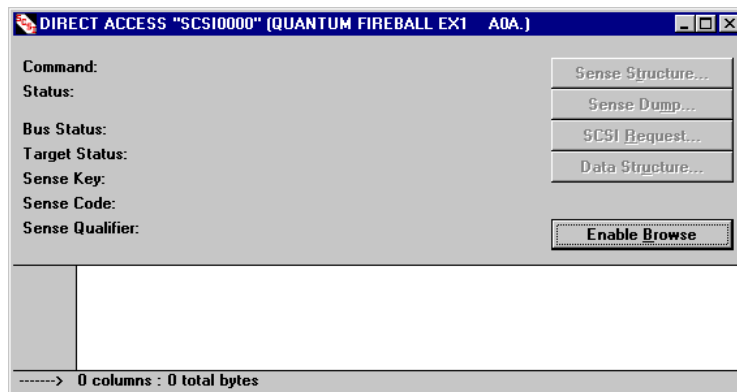 DIRECT ACCESS "SCSI0000" (QUANTUM FIREBALL EX1 A0A.)
Command:
Status:
Bus Status:
Target Status:
Sense Key:
Sense Code:
Sense Qualifier:
Sense Structure...
Sense Dump...
SCSI Request...
Data Structure...
Enable Browse
-------> 0 columns : 0 total bytes